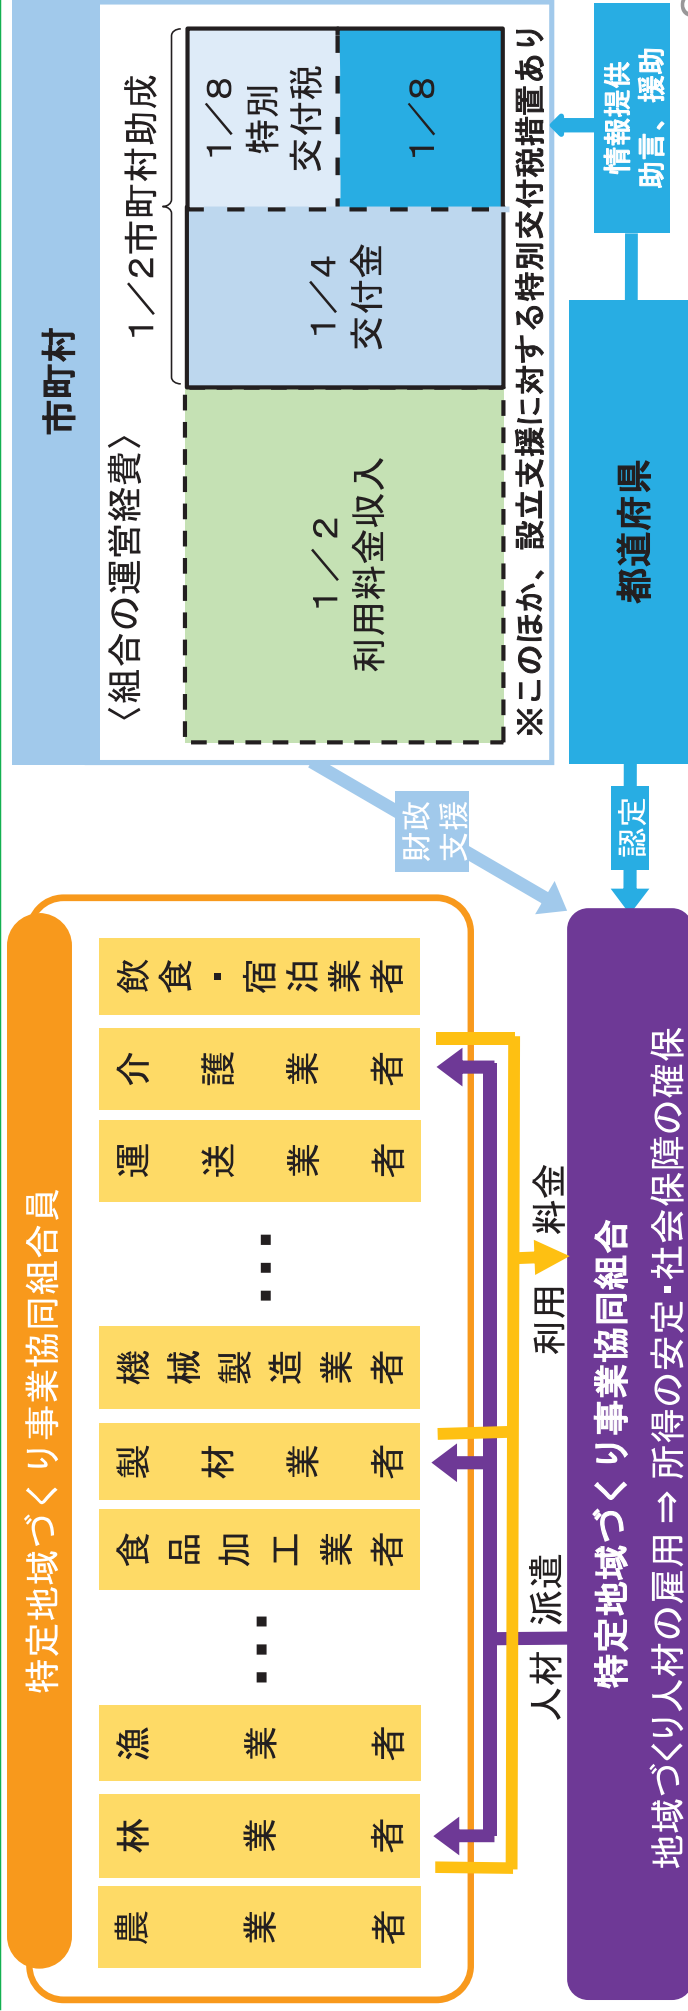 特定地域づくり事業協同組合員
農業者
林業者
漁業者
・・・
食品加工業者
製材業者
機械製造業者
・・・
運送業者
介護業者
飲食・宿泊業者
人材派遣
利用料金
特定地域づくり事業協同組合
地域づくり人材の雇用⇒所得の安定・社会保障の確保
市町村
〈組合の運営経費〉
1/2市町村助成
1/2
利用料金収入
1/4
交付金
1/8
特別
交付税
1/8
※このほか、設立支援に対する特別交付税措置あり
財政
支援
認定
都道府県
情報提供
助言、援助